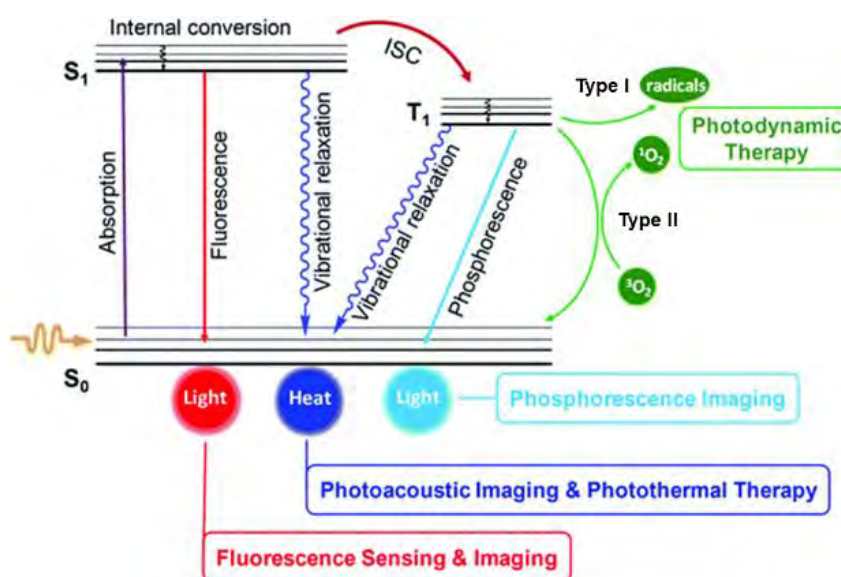 Internal conversion
ISC
S1
T1
Type I
radicals
Photodynamic
Therapy
1O2
Type II
3O2
Absorption
Fluorescence
Vibrational relaxation
Vibrational relaxation
Phosphorescence
S0
Light
Heat
Light
Phosphorescence Imaging
Photoacoustic Imaging & Photothermal Therapy
Fluorescence Sensing & Imaging